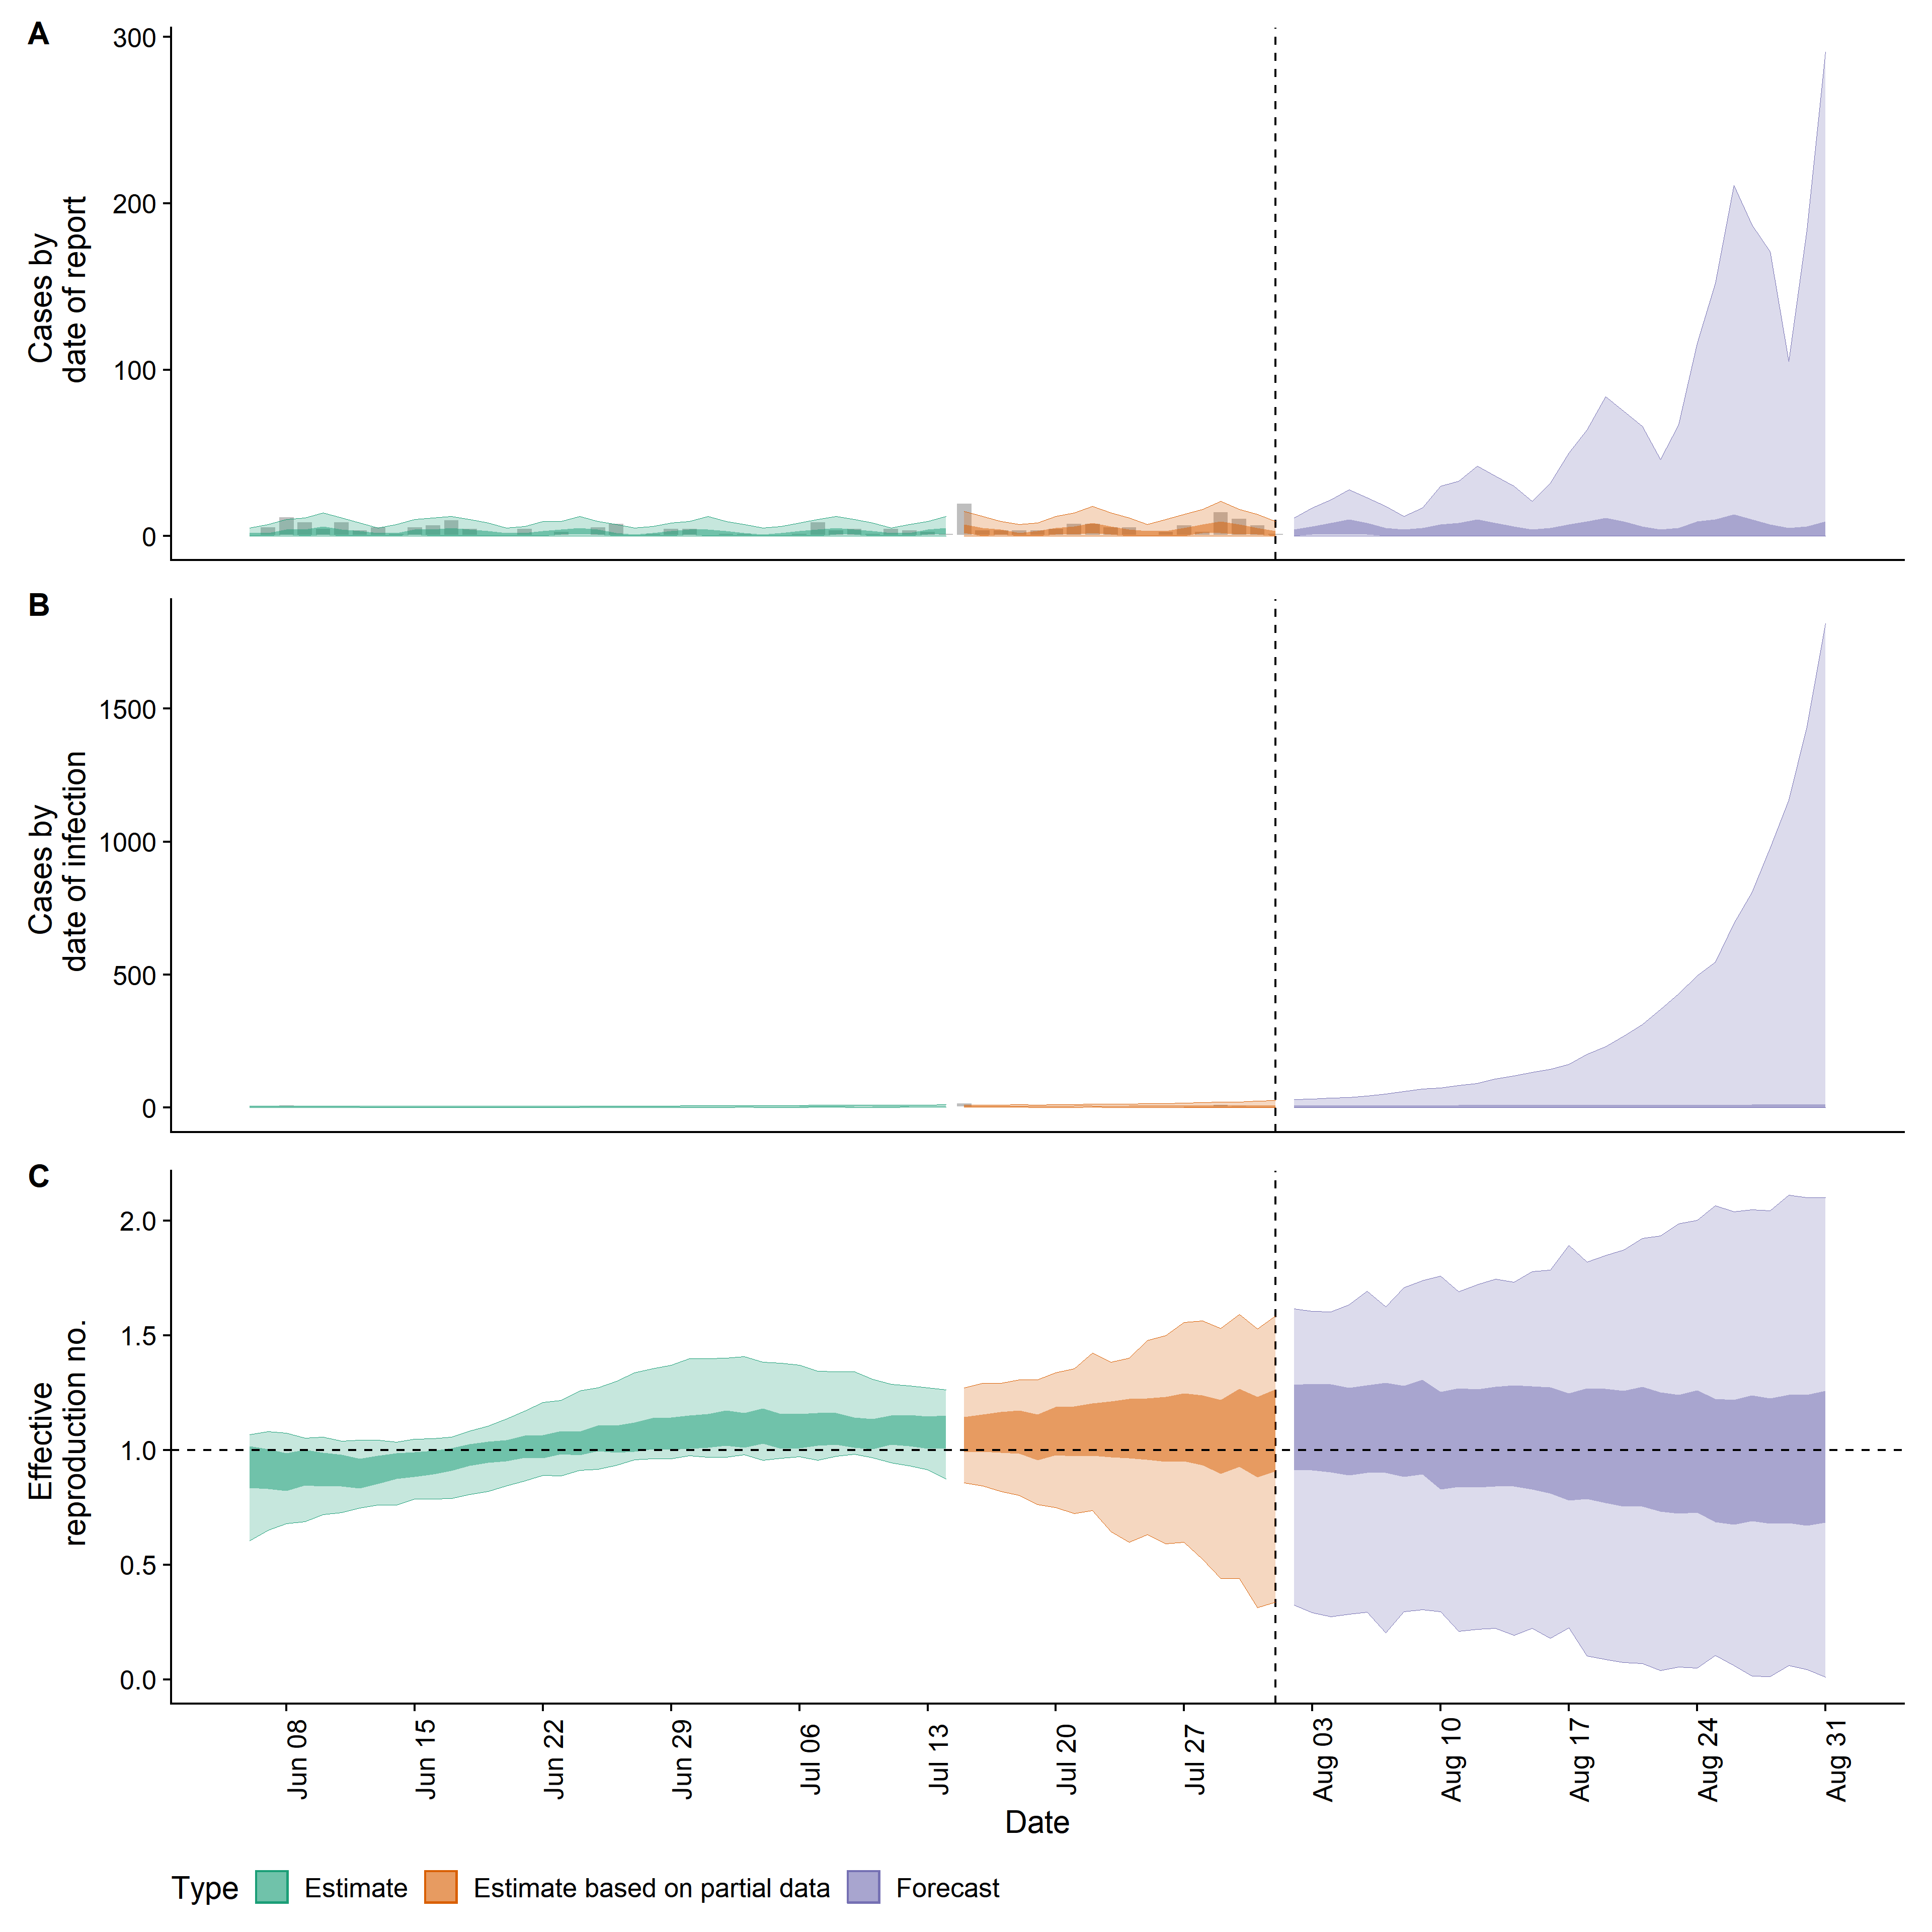 A
300
200
100
0
Cases by
date of report
B
1500
1000
500
0
Cases by
date of infection
C
2.0
1.5
1.0
0.5
0.0
Effective
reproduction no.
Jun 08
Jun 15
Jun 22
Jun 29
Jul 06
Jul 13
Jul 20
Jul 27
Aug 03
Aug 10
Aug 17
Aug 24
Aug 31
Date
Type Estimate Estimate based on partial data Forecast